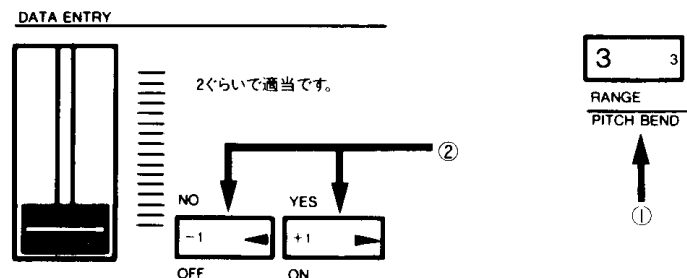 DATA ENTRY
2ぐらいで適当です。
②
NO
YES
-1
+1
OFF
ON
3 3
RANGE
PITCH BEND
①